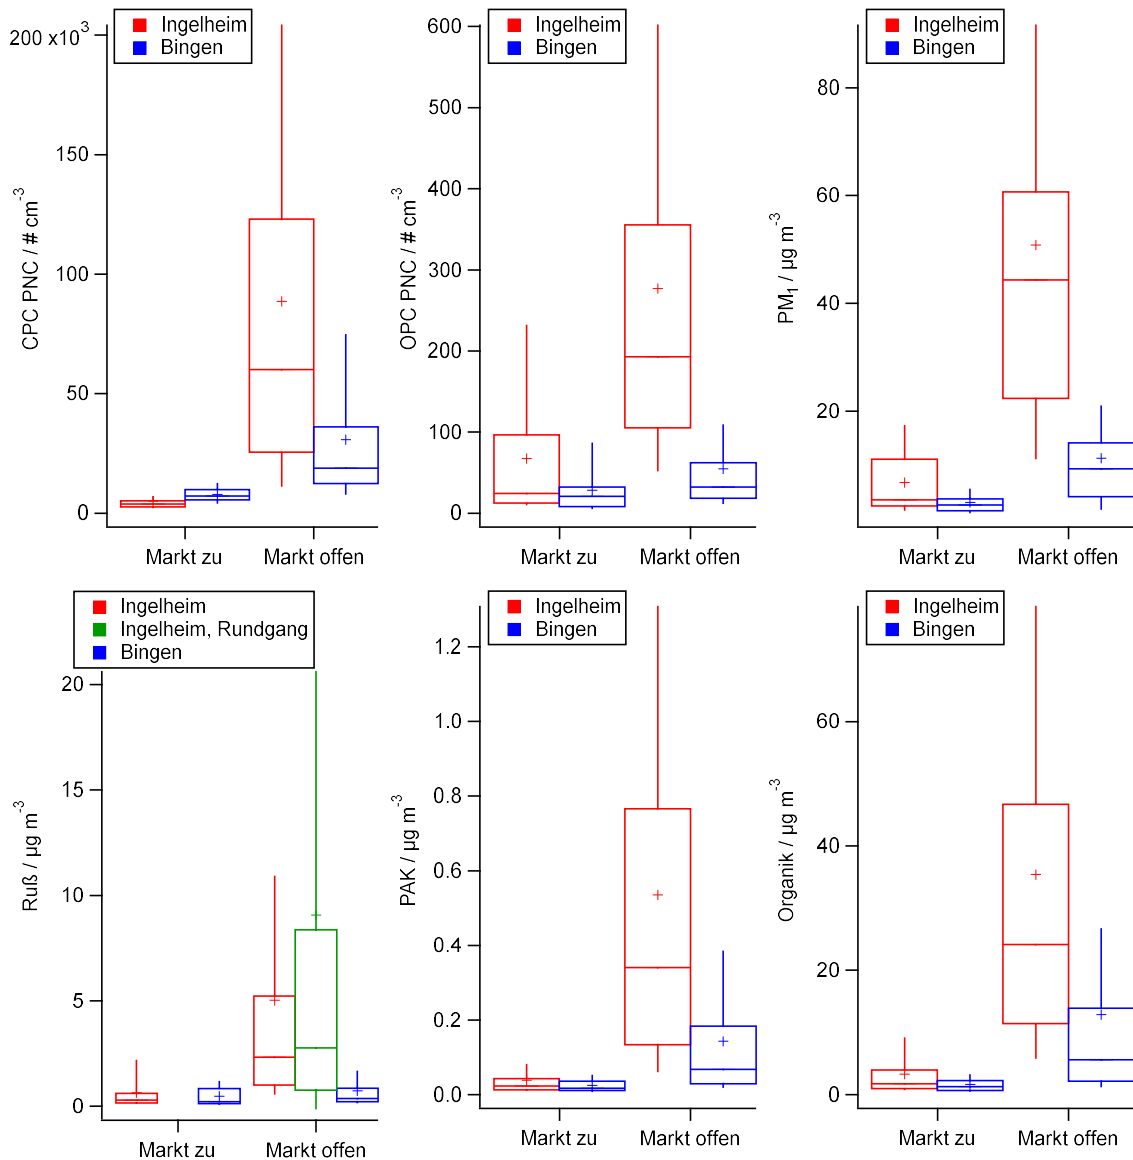 Ingelheim
Bingen
200 x10³
150
100
50
0
CPC PNC / # cm⁻³
Markt zu
Markt offen
Ingelheim
Bingen
600
500
400
300
200
100
0
OPC PNC / # cm⁻³
Markt zu
Markt offen
Ingelheim
Bingen
80
60
40
20
PM₁ / µg m⁻³
Markt zu
Markt offen
Ingelheim
Ingelheim, Rundgang
Bingen
20
15
10
5
0
Ruß / µg m⁻³
Markt zu
Markt offen
Ingelheim
Bingen
1.2
1.0
0.8
0.6
0.4
0.2
0.0
PAK / µg m⁻³
Markt zu
Markt offen
Ingelheim
Bingen
60
40
20
0
Organik / µg m⁻³
Markt zu
Markt offen